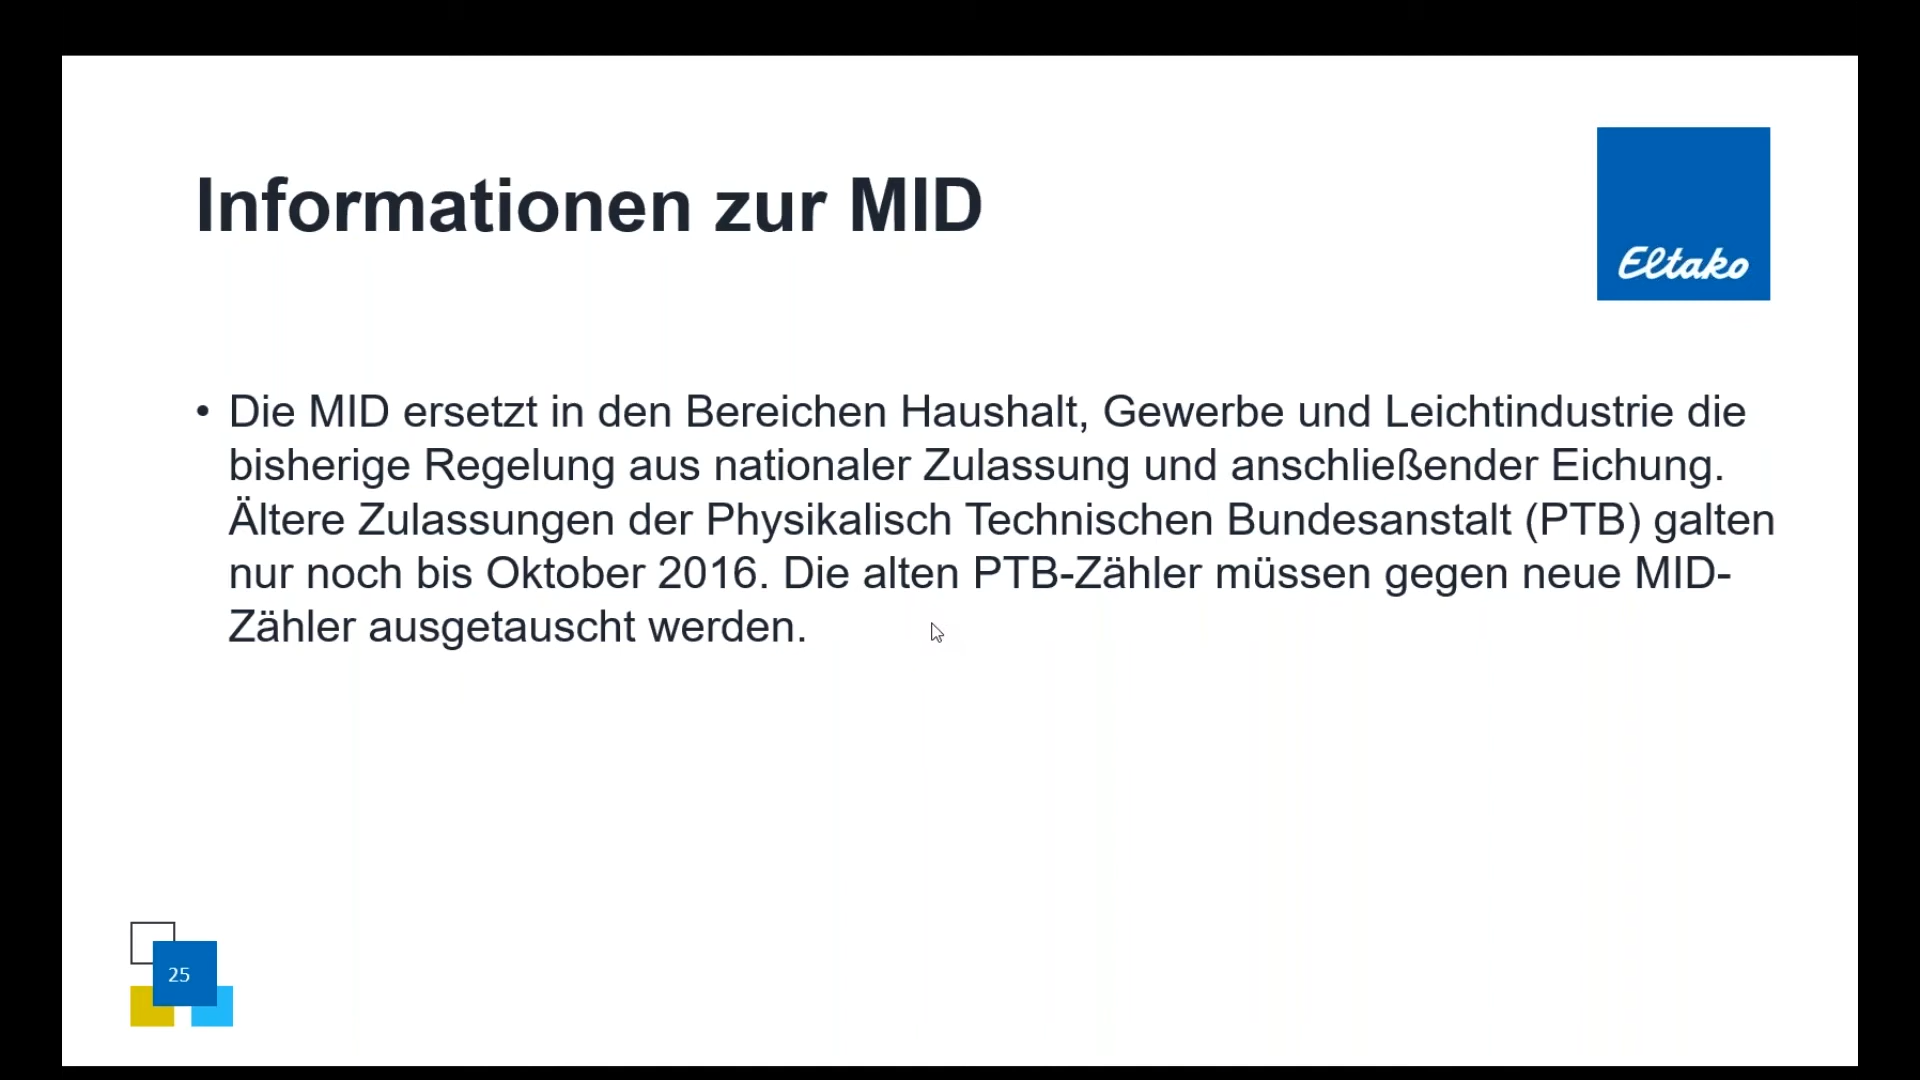 Informationen zur MID
Eltako
• Die MID ersetzt in den Bereichen Haushalt, Gewerbe und Leichtindustrie die
bisherige Regelung aus nationaler Zulassung und anschließender Eichung.
Ältere Zulassungen der Physikalisch Technischen Bundesanstalt (PTB) galten
nur noch bis Oktober 2016. Die alten PTB-Zähler müssen gegen neue MID-
Zähler ausgetauscht werden.
25